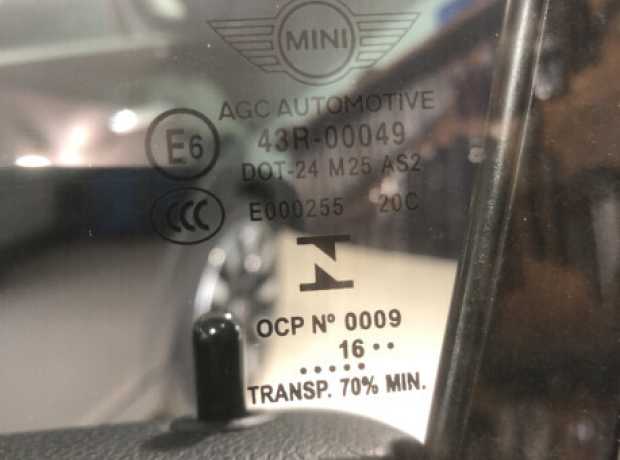 MINI
AGC AUTOMOTIVE
E6 43R-00049
DOT-24 M25 AS2
CCC E000255 20C
OCP Nº 0009
16••
•••••
TRANSP. 70% MIN.